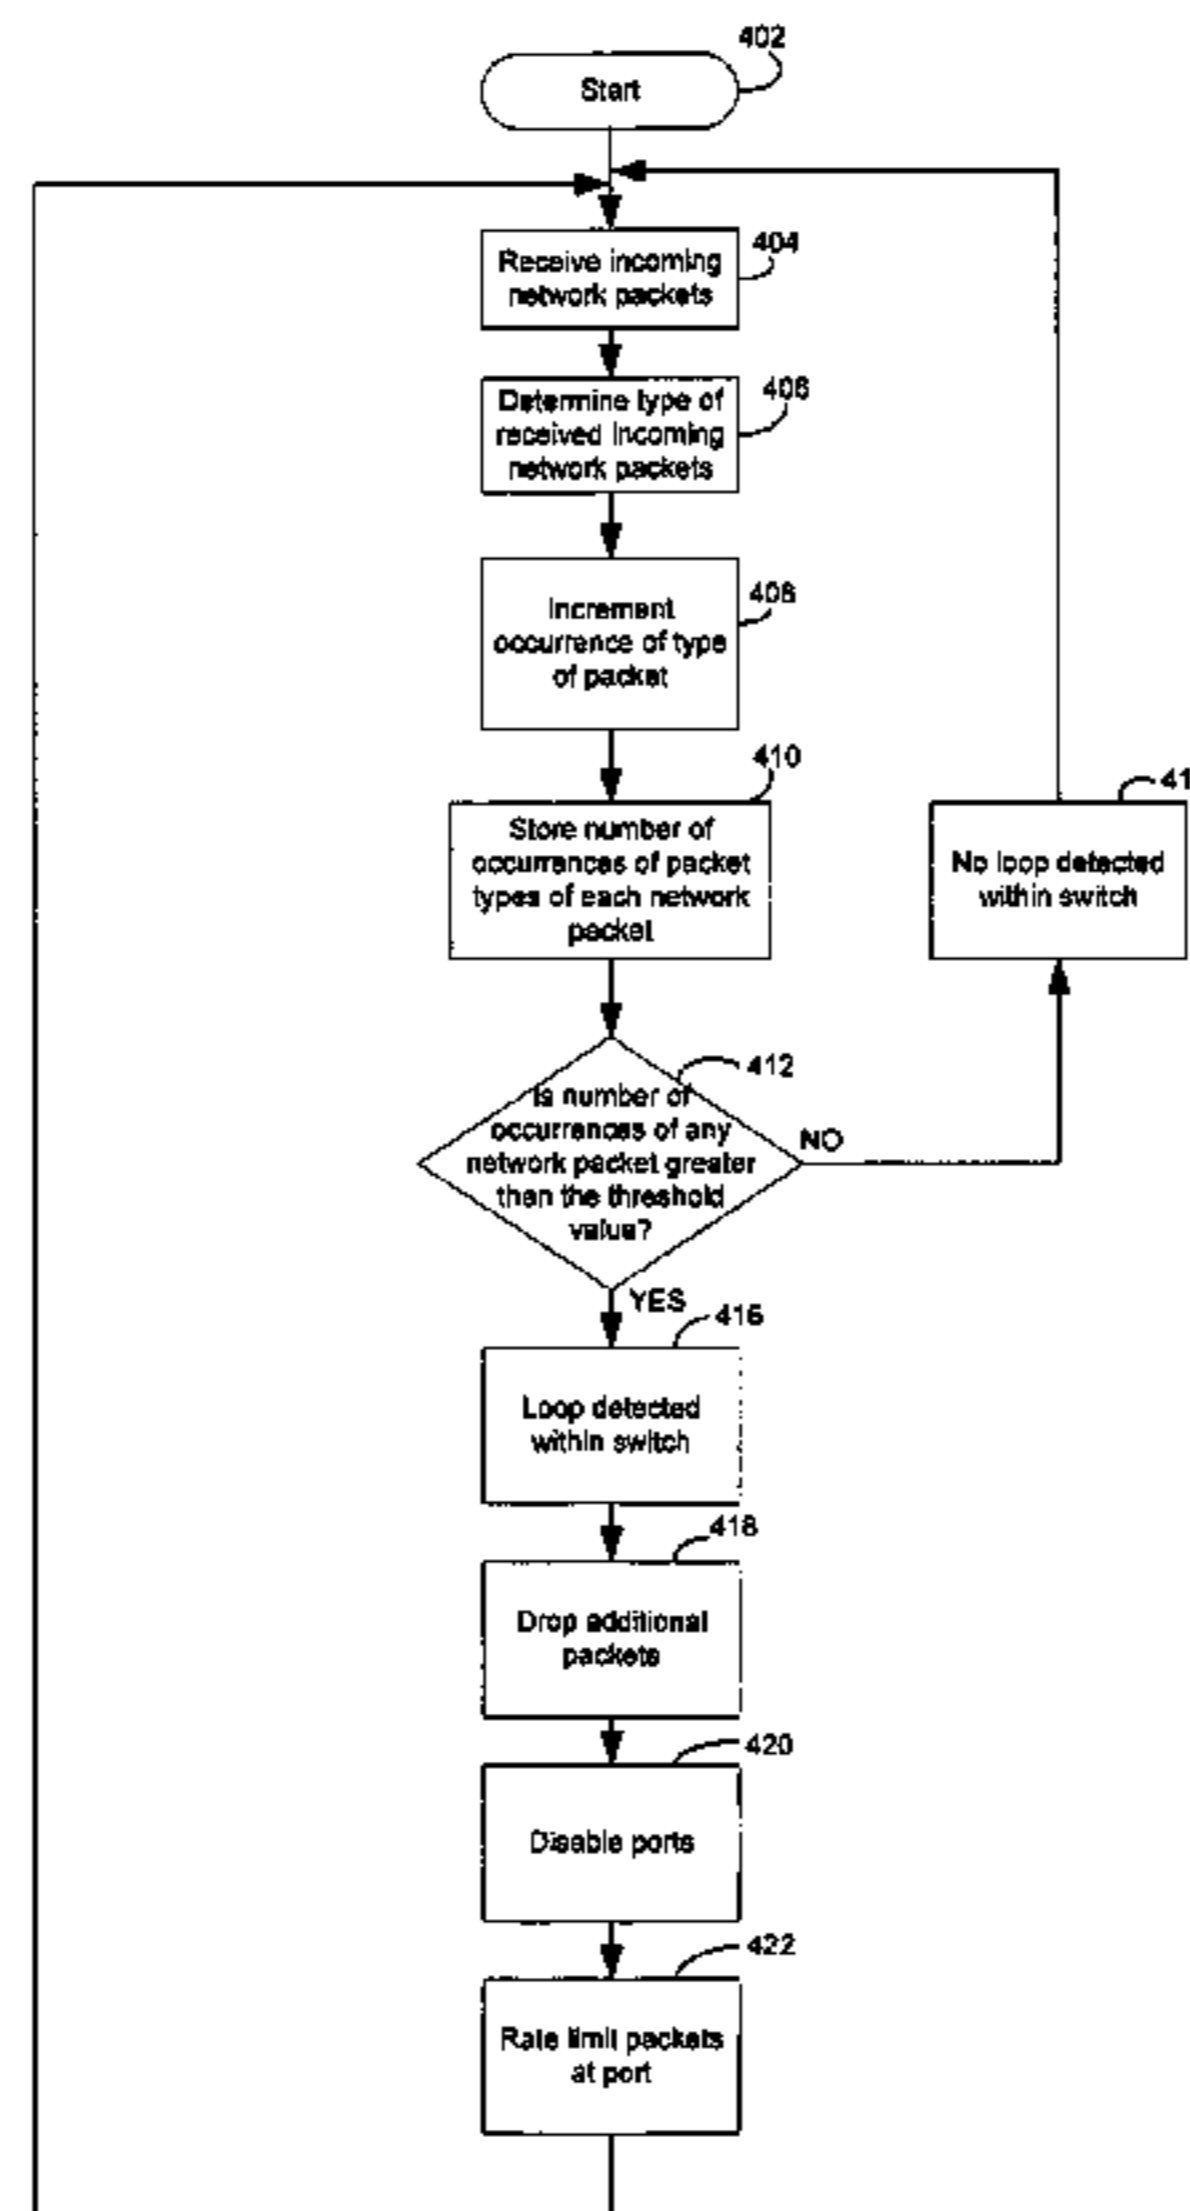 402
Start
404
Receive incoming
network packets
406
Determine type of
received incoming
network packets
408
Increment
occurrence of type
of packet
410
Store number of
occurrences of packet
types of each network
packet
41
No loop detected
within switch
412
Is number of
occurrences of any
network packet greater
than the threshold
value?
NO
YES
416
Loop detected
within switch
418
Drop additional
packets
420
Disable ports
422
Rate limit packets
at port